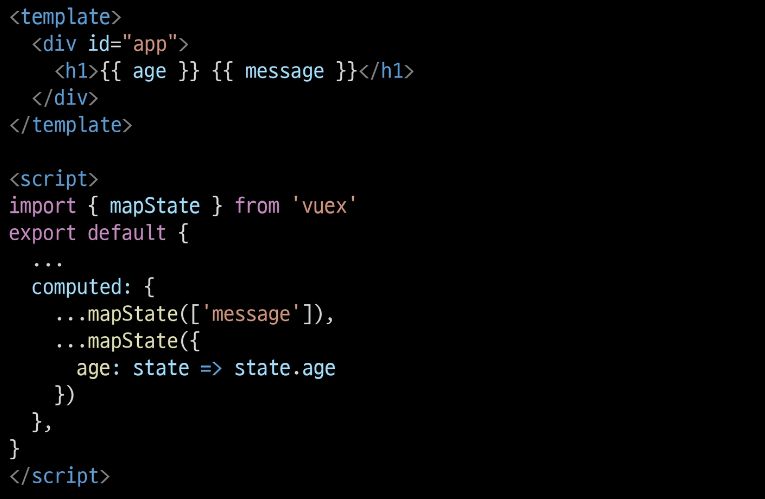 <template>
  <div id="app">
    <h1>{{ age }} {{ message }}</h1>
  </div>
</template>

<script>
import { mapState } from 'vuex'
export default {
  ...
  computed: {
    ...mapState(['message']),
    ...mapState({
      age: state => state.age
    })
  },
}
</script>